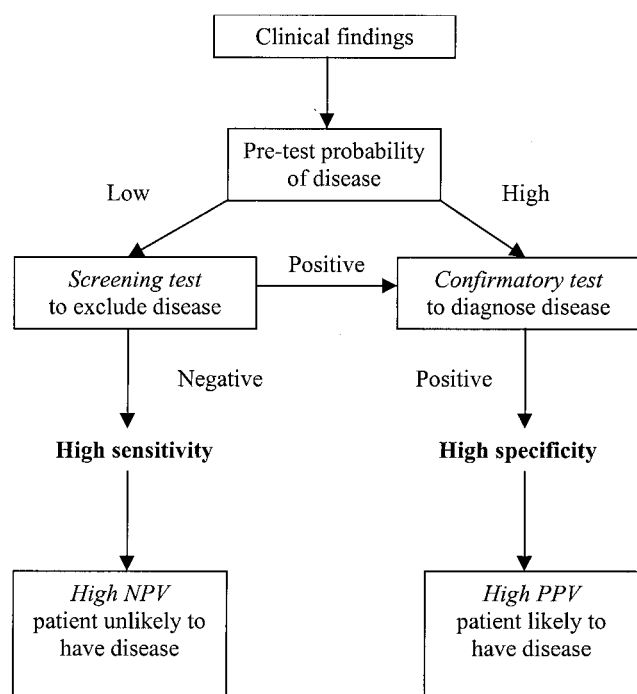 Clinical findings
Pre-test probability
of disease
Low
High
Screening test
to exclude disease
Positive
Confirmatory test
to diagnose disease
Negative
Positive
High sensitivity
High specificity
High NPV
patient unlikely to
have disease
High PPV
patient likely to
have disease